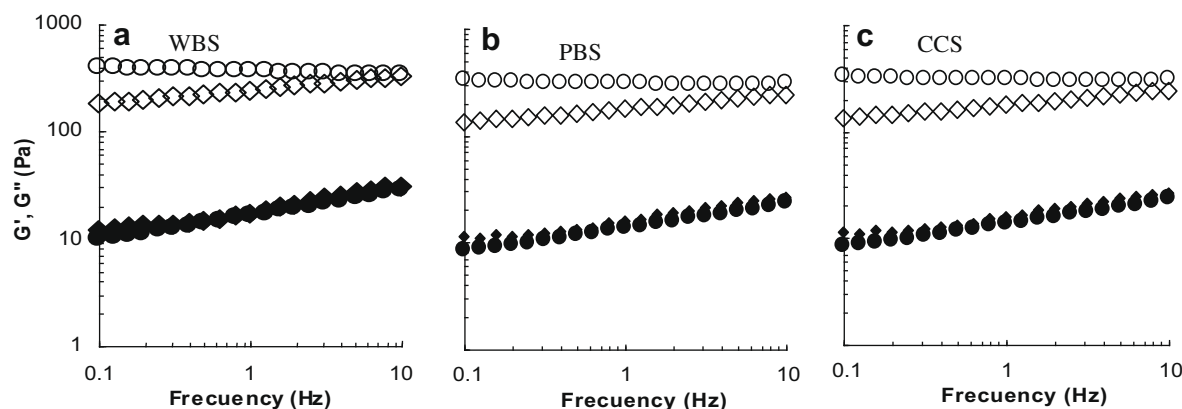 1000
100
10
1
G', G" (Pa)
a
WBS
0.1 1 10
Frecuency (Hz)
b
PBS
0.1 1 10
Frecuency (Hz)
c
CCS
0.1 1 10
Frecuency (Hz)